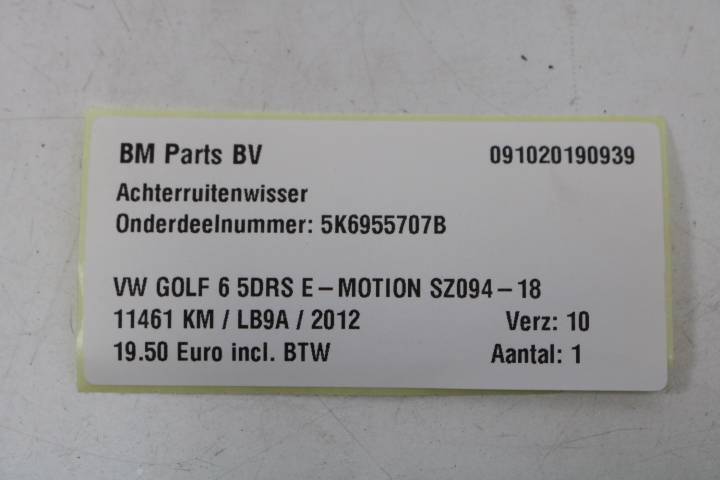 BM Parts BV 091020190939
Achterruitenwisser
Onderdeelnummer: 5K6955707B
VW GOLF 6 5DRS E-MOTION SZ094-18
11461 KM / LB9A / 2012 Verz: 10
19.50 Euro incl. BTW Aantal: 1